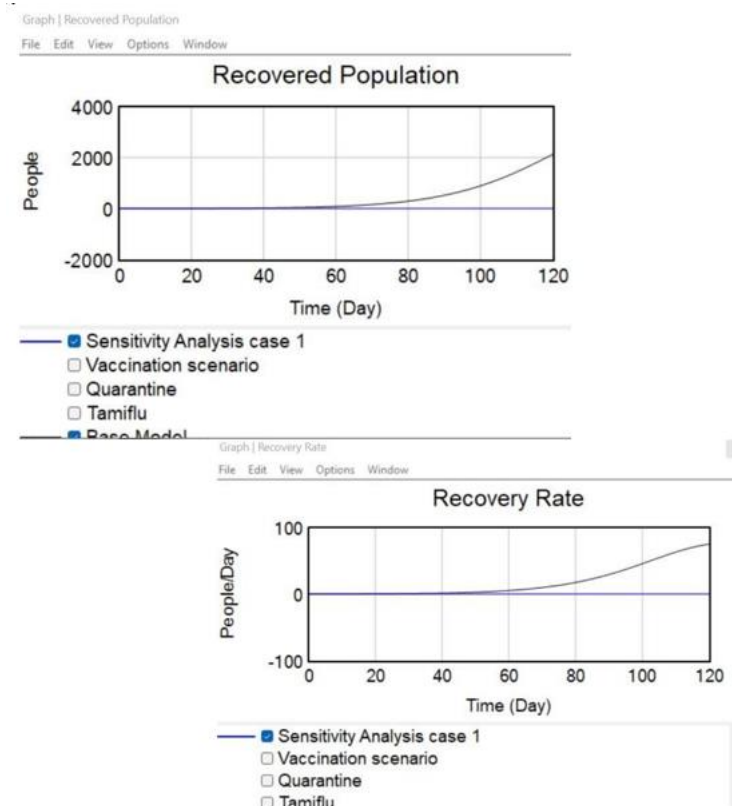 Graph | Recovered Population
File Edit View Options Window
Recovered Population
4000
2000
0
-2000
People
0 20 40 60 80 100 120
Time (Day)
Sensitivity Analysis case 1
Vaccination scenario
Quarantine
Tamiflu
Base Model
Graph | Recovery Rate
File Edit View Options Window
Recovery Rate
100
0
-100
People/Day
0 20 40 60 80 100 120
Time (Day)
Sensitivity Analysis case 1
Vaccination scenario
Quarantine
Tamiflu